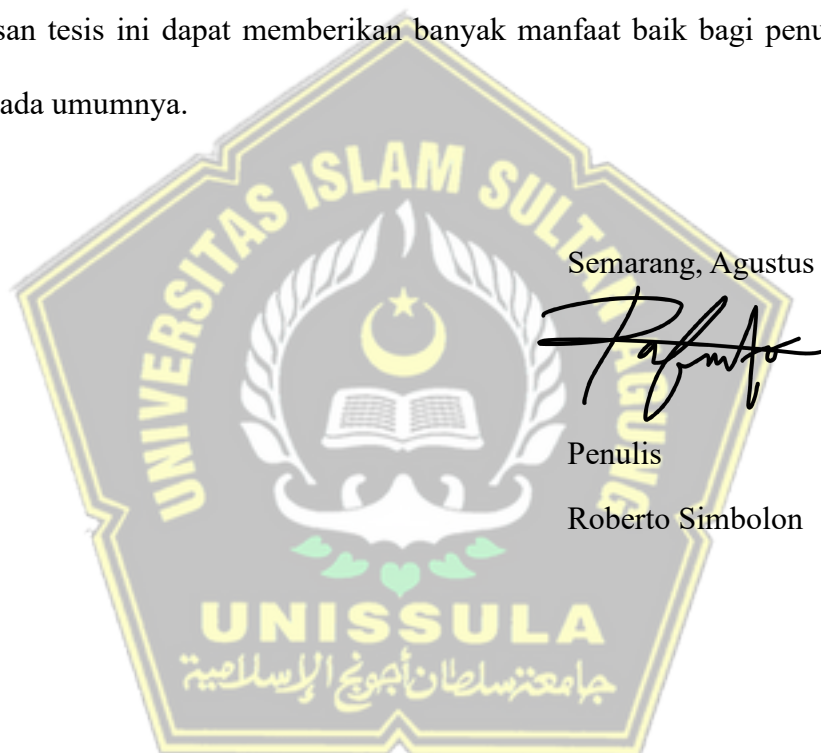 san tesis ini dapat memberikan banyak manfaat baik bagi penu
ada umumnya.
UNIVERSITAS ISLAM SULTAN AGUNG
Semarang, Agustus
Penulis
Roberto Simbolon
UNISSULA
جامعة سلطان أجونج الإسلامية